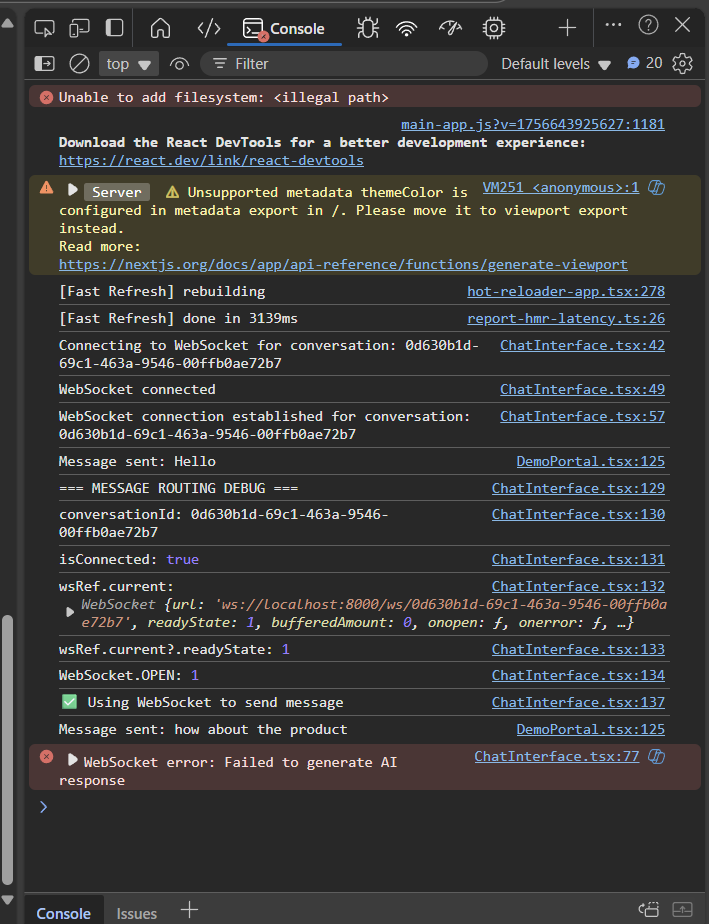 Console
top
Filter
Default levels
20
Unable to add filesystem: <illegal path>
main-app.js?v=1756643925627:1181
Download the React DevTools for a better development experience:
https://react.dev/link/react-devtools
Server ⚠ Unsupported metadata themeColor is VM251 <anonymous>:1
configured in metadata export in /. Please move it to viewport export
instead.
Read more:
https://nextjs.org/docs/app/api-reference/functions/generate-viewport
[Fast Refresh] rebuilding hot-reloader-app.tsx:278
[Fast Refresh] done in 3139ms report-hmr-latency.ts:26
Connecting to WebSocket for conversation: 0d630b1d- ChatInterface.tsx:42
69c1-463a-9546-00ffb0ae72b7
WebSocket connected ChatInterface.tsx:49
WebSocket connection established for conversation: ChatInterface.tsx:57
0d630b1d-69c1-463a-9546-00ffb0ae72b7
Message sent: Hello DemoPortal.tsx:125
=== MESSAGE ROUTING DEBUG === ChatInterface.tsx:129
conversationId: 0d630b1d-69c1-463a-9546- ChatInterface.tsx:130
00ffb0ae72b7
isConnected: true ChatInterface.tsx:131
wsRef.current: ChatInterface.tsx:132
WebSocket {url: 'ws://localhost:8000/ws/0d630b1d-69c1-463a-9546-00ffb0a
e72b7', readyState: 1, bufferedAmount: 0, onopen: ƒ, onerror: ƒ, …}
wsRef.current?.readyState: 1 ChatInterface.tsx:133
WebSocket.OPEN: 1 ChatInterface.tsx:134
✅ Using WebSocket to send message ChatInterface.tsx:137
Message sent: how about the product DemoPortal.tsx:125
WebSocket error: Failed to generate AI ChatInterface.tsx:77
response
Console
Issues